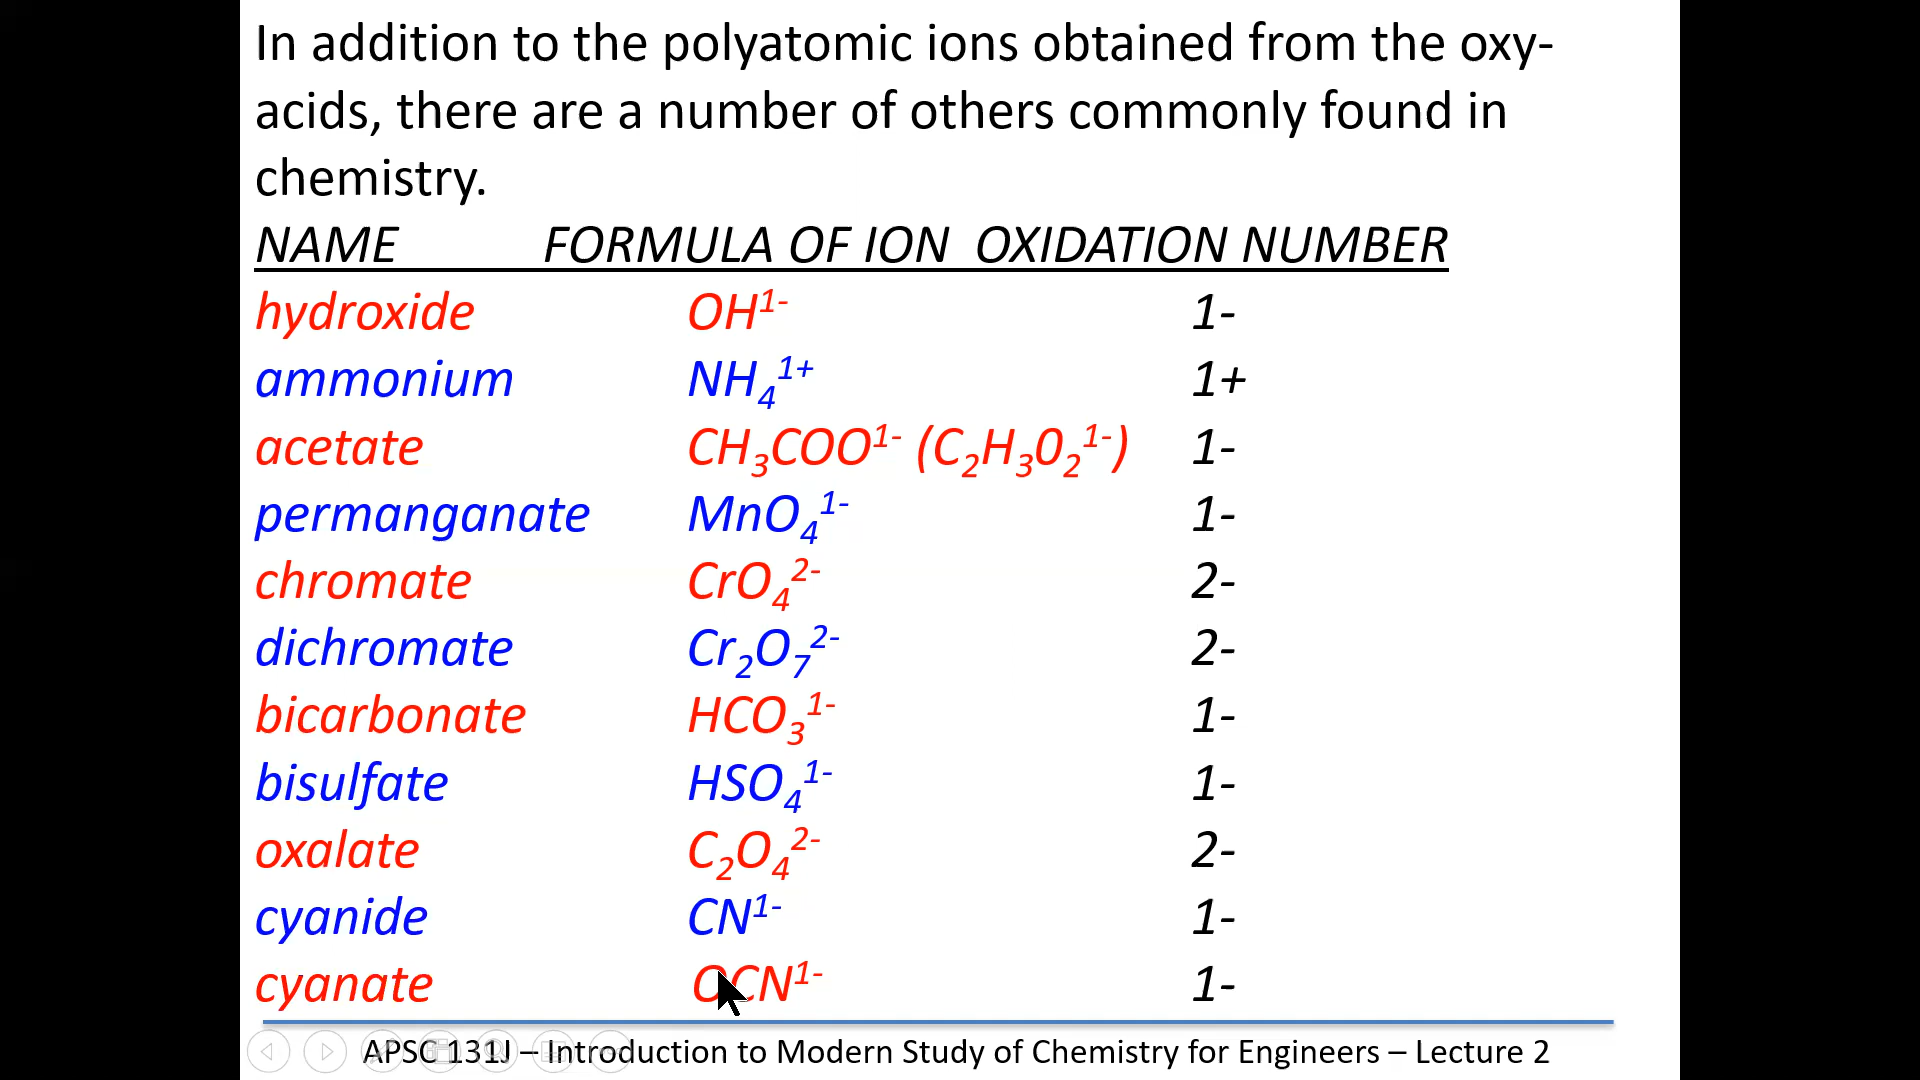 In addition to the polyatomic ions obtained from the oxy-
acids, there are a number of others commonly found in
chemistry.
NAME FORMULA OF ION OXIDATION NUMBER
hydroxide OH¹⁻ 1-
ammonium NH₄¹⁺ 1+
acetate CH₃COO¹⁻ (C₂H₃0₂¹⁻) 1-
permanganate MnO₄¹⁻ 1-
chromate CrO₄²⁻ 2-
dichromate Cr₂O₇²⁻ 2-
bicarbonate HCO₃¹⁻ 1-
bisulfate HSO₄¹⁻ 1-
oxalate C₂O₄²⁻ 2-
cyanide CN¹⁻ 1-
cyanate OCN¹⁻ 1-
APSC 131J – Introduction to Modern Study of Chemistry for Engineers – Lecture 2